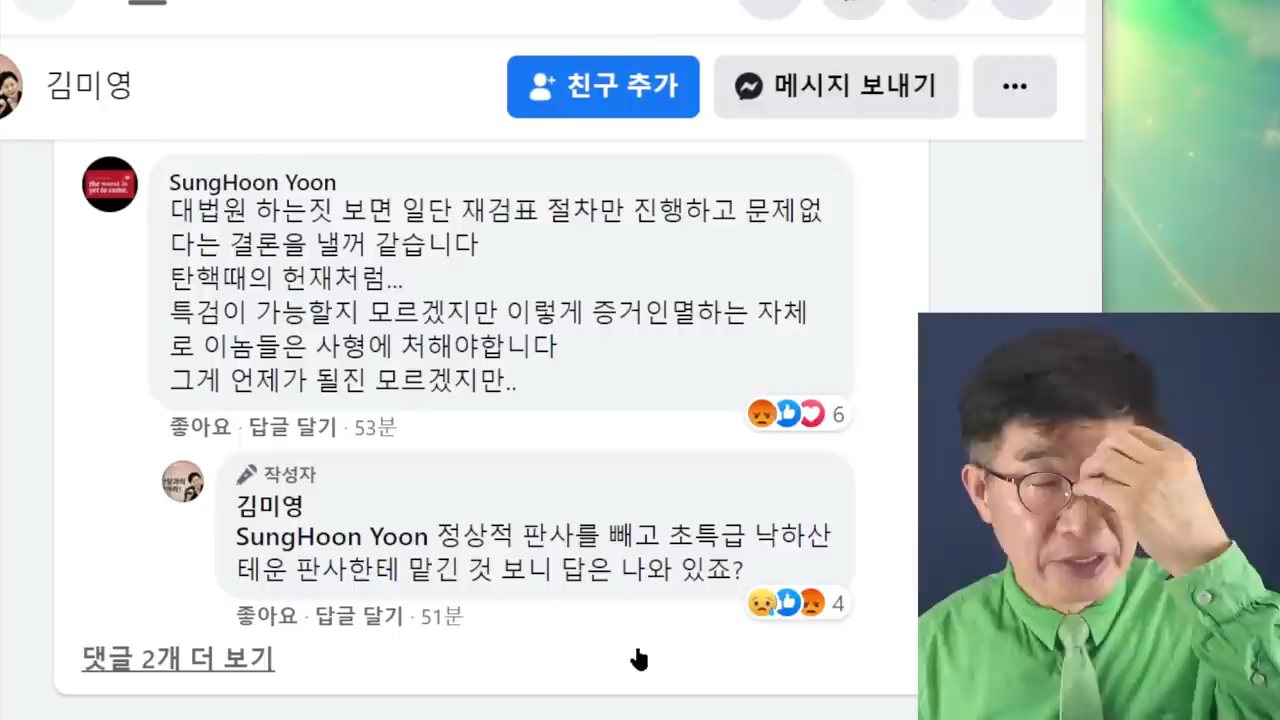 김미영
친구 추가
메시지 보내기
the worst is
yet to come.
SungHoon Yoon
대법원 하는짓 보면 일단 재검표 절차만 진행하고 문제없
다는 결론을 낼꺼 같습니다
탄핵때의 헌재처럼...
특검이 가능할지 모르겠지만 이렇게 증거인멸하는 자체
로 이놈들은 사형에 처해야합니다
그게 언제가 될진 모르겠지만..
좋아요 · 답글 달기 · 53분
6
작성자
김미영
SungHoon Yoon 정상적 판사를 빼고 초특급 낙하산
테운 판사한테 맡긴 것 보니 답은 나와 있죠?
좋아요 · 답글 달기 · 51분
4
댓글 2개 더 보기